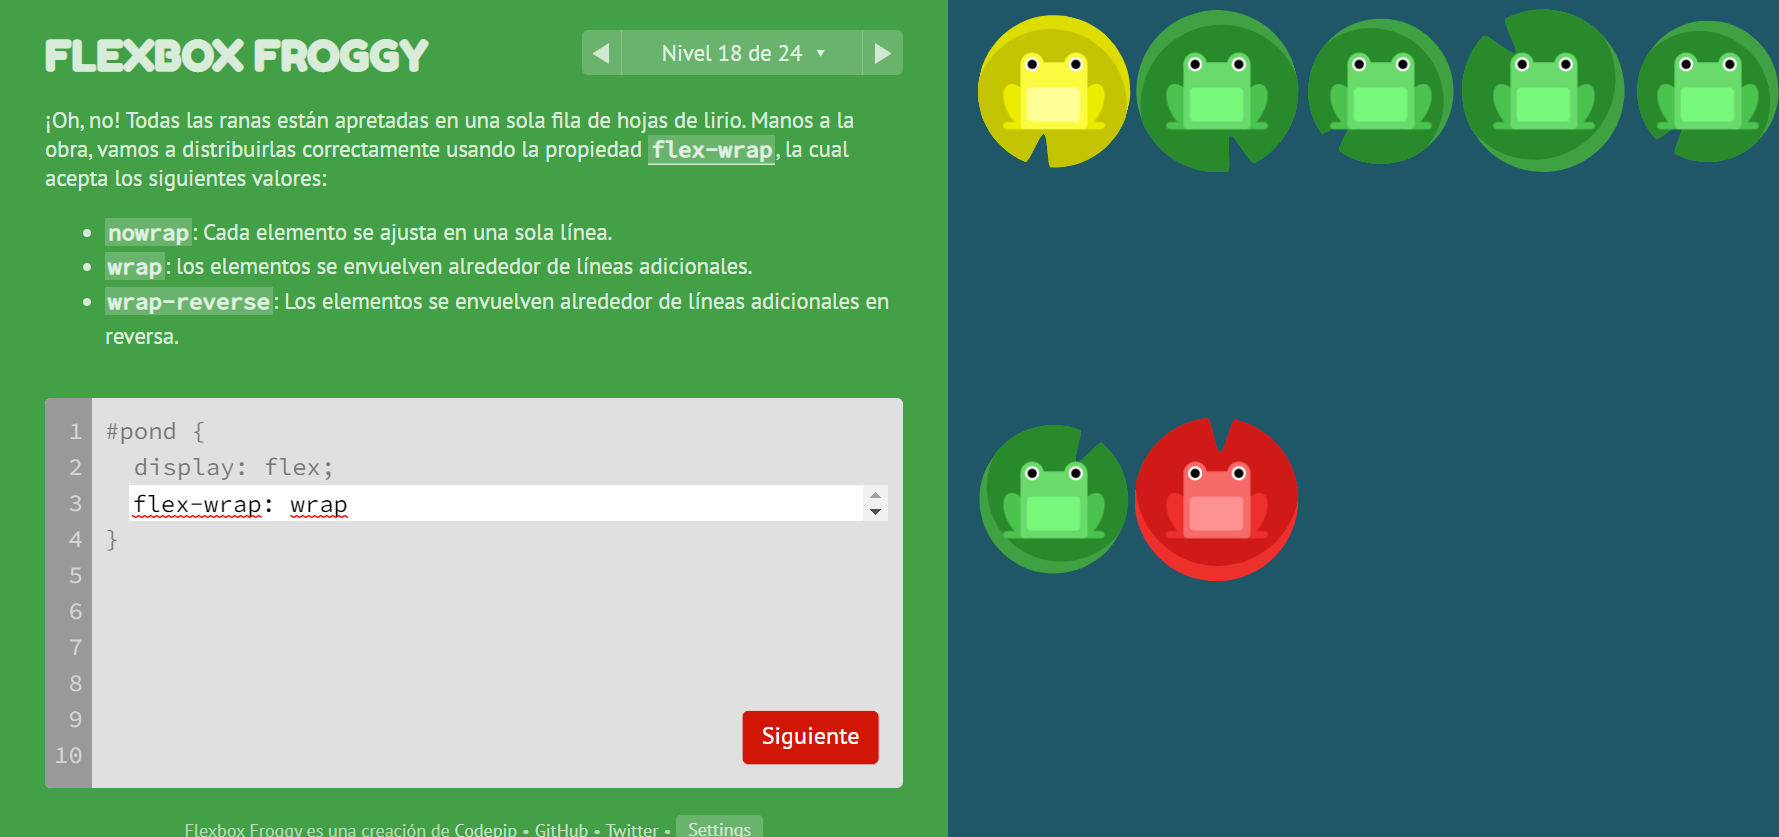 FLEXBOX FROGGY
Nivel 18 de 24
¡Oh, no! Todas las ranas están apretadas en una sola fila de hojas de lirio. Manos a la
obra, vamos a distribuirlas correctamente usando la propiedad flex-wrap, la cual
acepta los siguientes valores:
nowrap: Cada elemento se ajusta en una sola línea.
wrap: los elementos se envuelven alrededor de líneas adicionales.
wrap-reverse: Los elementos se envuelven alrededor de líneas adicionales en
reversa.
1 #pond {
2 display: flex;
3 flex-wrap: wrap
4 }
5
6
7
8
9
10
Siguiente
Flexbox Froggy es una creación de Codepip • GitHub • Twitter • Settings